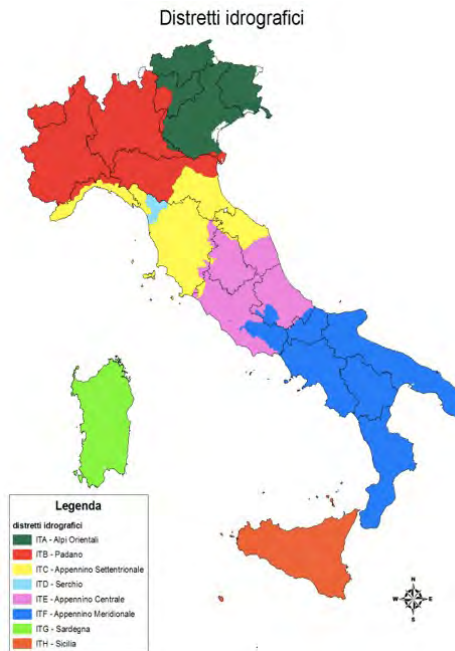 Distretti idrografici
Legenda
distretti idrografici
ITA - Alpi Orientali
ITB - Padano
ITC - Appennino Settentrionale
ITD - Serchio
ITE - Appennino Centrale
ITF - Appennino Meridionale
ITG - Sardegna
ITH - Sicilia
N
W E
S